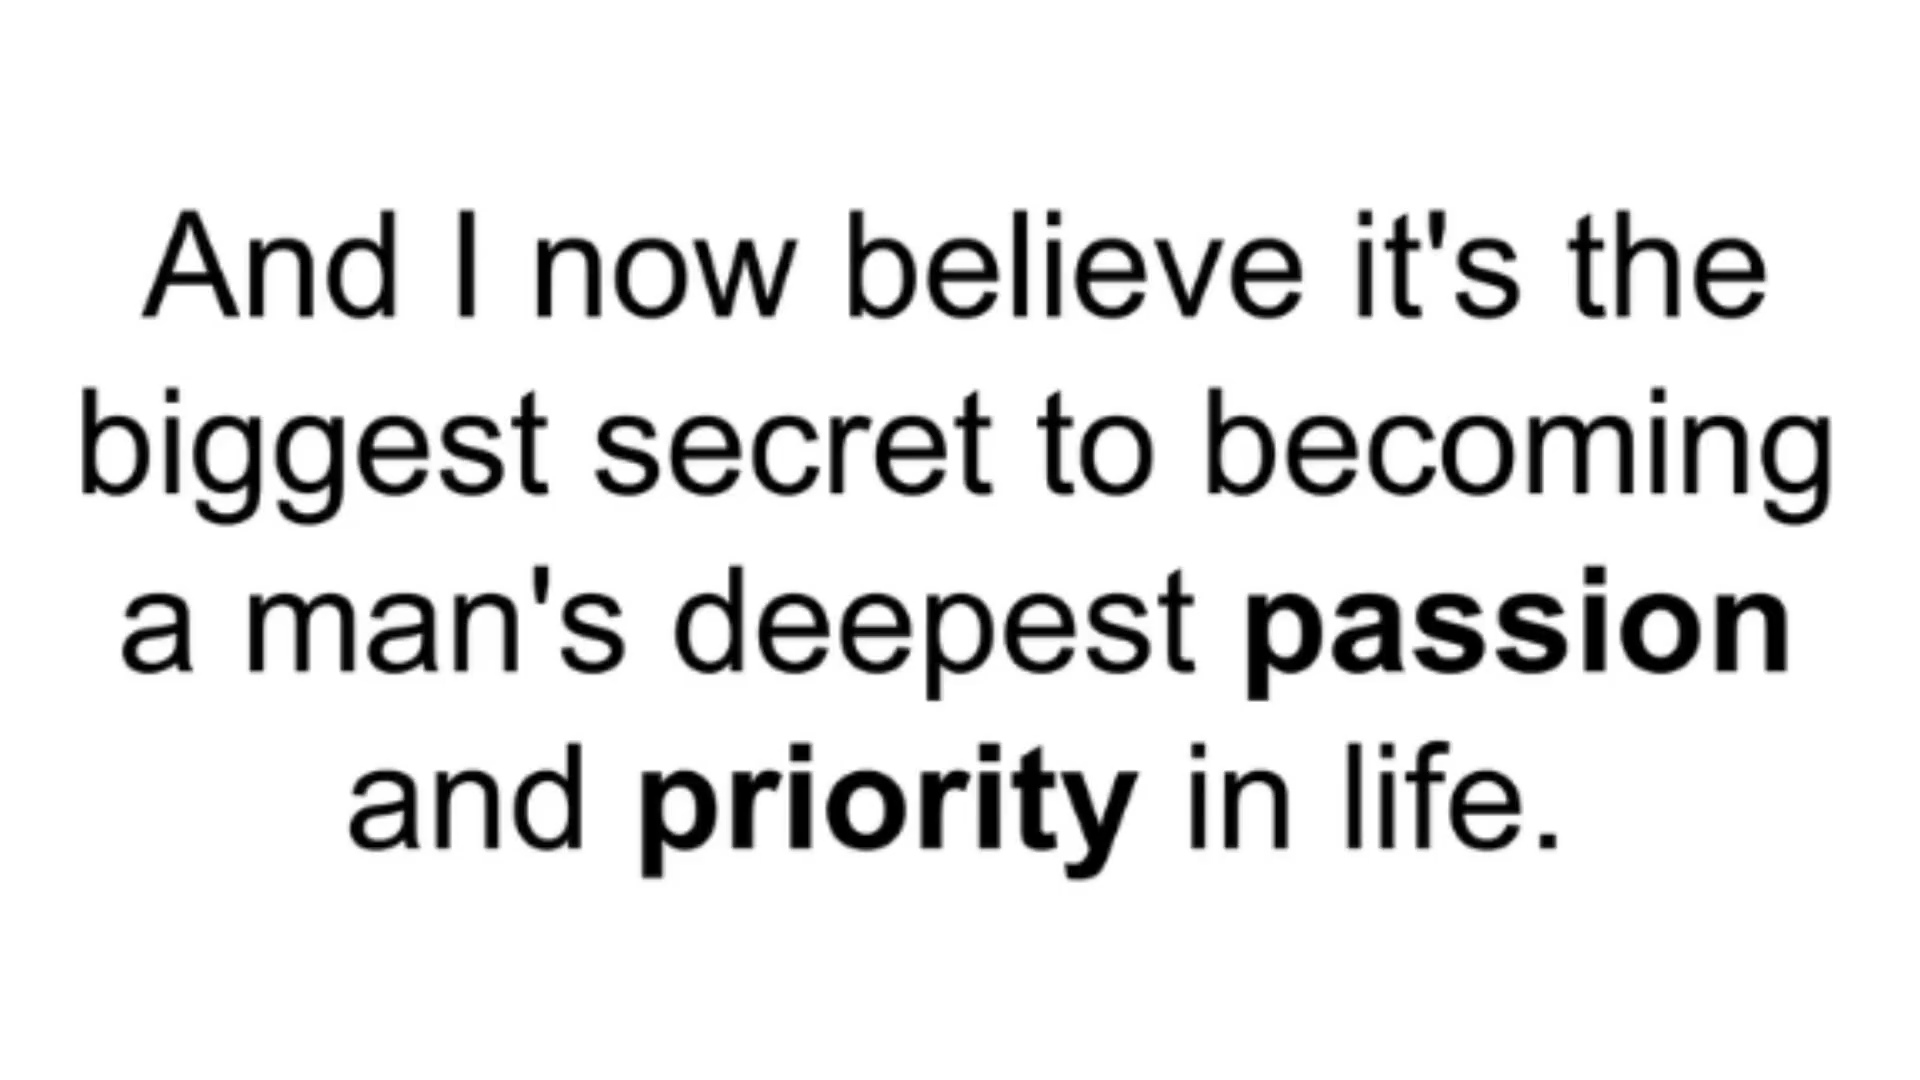 And I now believe it's the
biggest secret to becoming
a man's deepest passion
and priority in life.